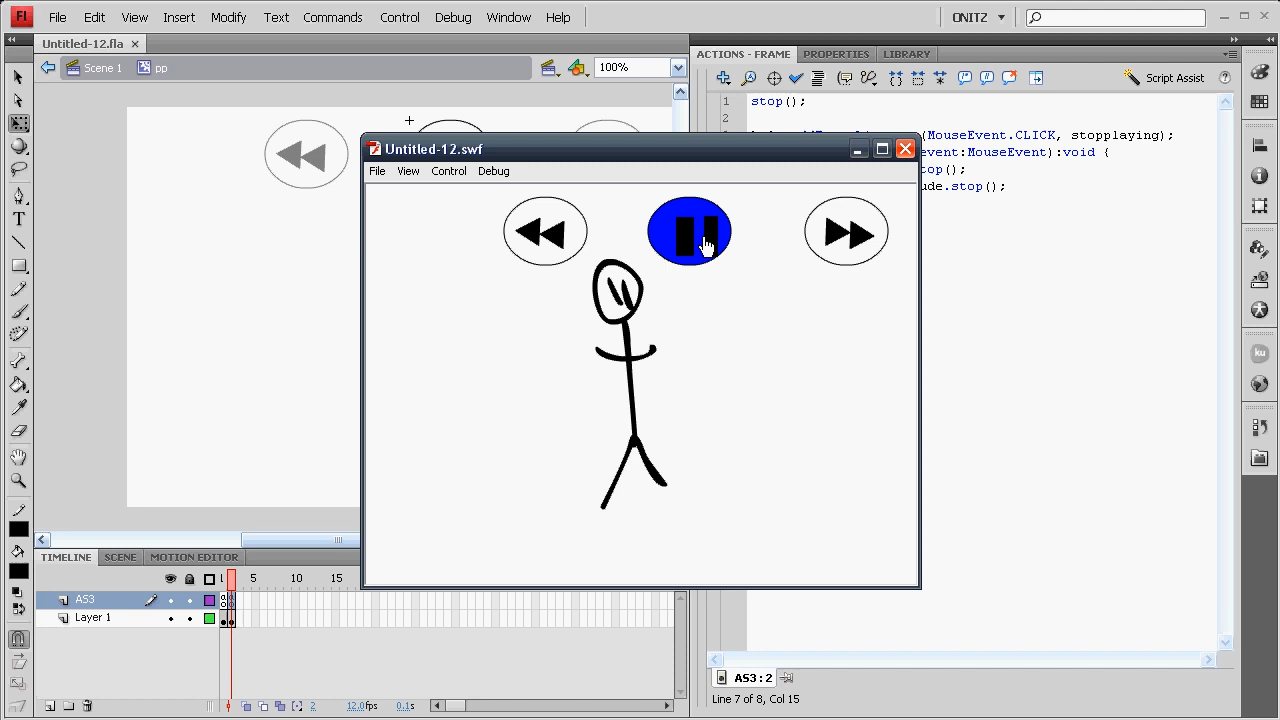 Fl File Edit View Insert Modify Text Commands Control Debug Window Help ONITZ
Untitled-12.fla
Scene 1 pp 100%
ACTIONS - FRAME PROPERTIES LIBRARY
Script Assist
1 stop();
2
(MouseEvent.CLICK, stopplaying);
event:MouseEvent):void {
top();
ude.stop();
Untitled-12.swf
File View Control Debug
ku
TIMELINE SCENE MOTION EDITOR
5 10 15
AS3
Layer 1
2 12.0fps 0.1s
AS3:2
Line 7 of 8, Col 15